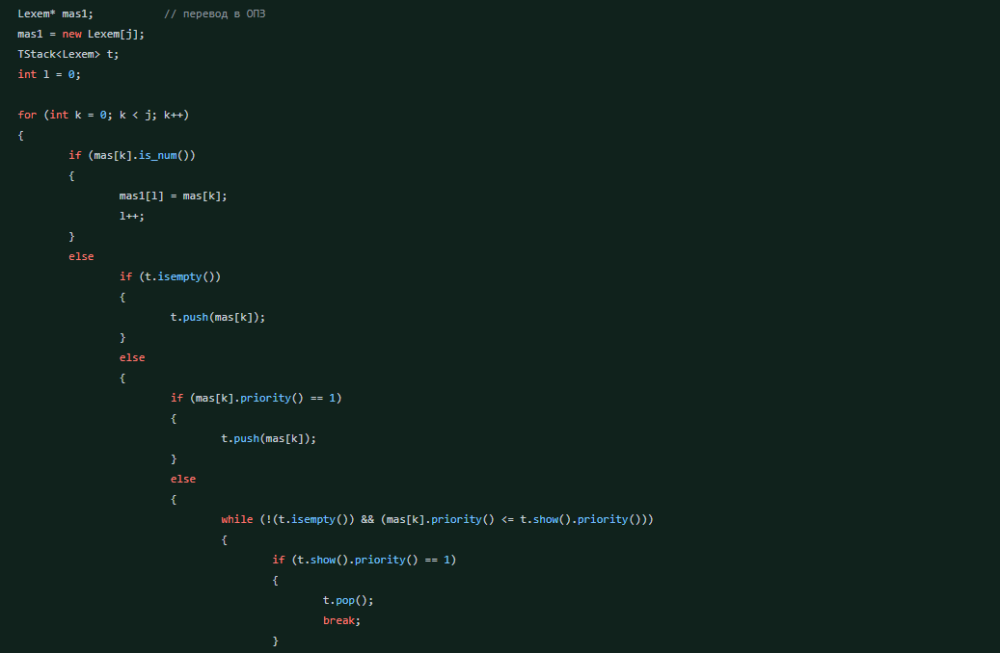 Lexem* mas1;           // перевод в ОПЗ
mas1 = new Lexem[j];
TStack<Lexem> t;
int l = 0;

for (int k = 0; k < j; k++)
{
        if (mas[k].is_num())
        {
                mas1[l] = mas[k];
                l++;
        }
        else
                if (t.isempty())
                {
                        t.push(mas[k]);
                }
                else
                {
                        if (mas[k].priority() == 1)
                        {
                                t.push(mas[k]);
                        }
                        else
                        {
                                while (!(t.isempty()) && (mas[k].priority() <= t.show().priority()))
                                {
                                        if (t.show().priority() == 1)
                                        {
                                                t.pop();
                                                break;
                                        }